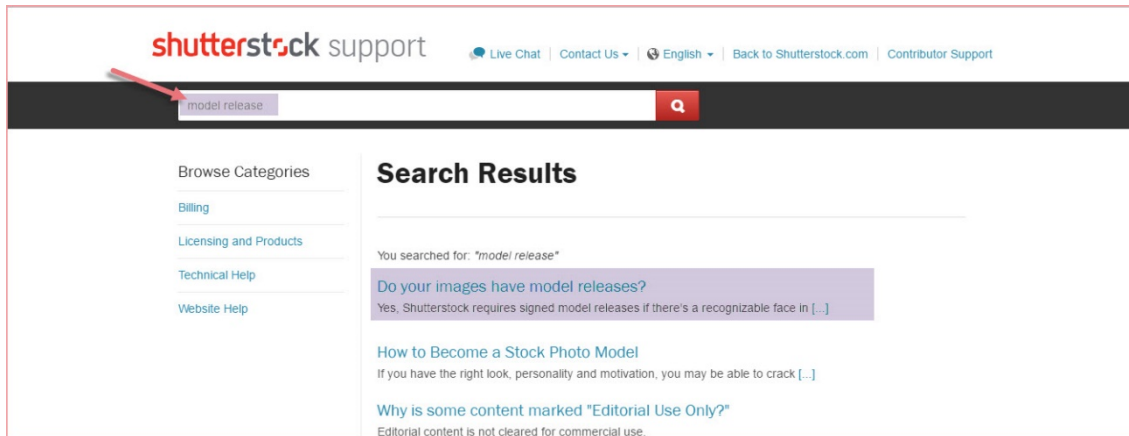 shutterstock support
Live Chat | Contact Us | English | Back to Shutterstock.com | Contributor Support
model release
Browse Categories
Billing
Licensing and Products
Technical Help
Website Help
Search Results
You searched for: "model release"
Do your images have model releases?
Yes, Shutterstock requires signed model releases if there's a recognizable face in [...]
How to Become a Stock Photo Model
If you have the right look, personality and motivation, you may be able to crack [...]
Why is some content marked "Editorial Use Only?"
Editorial content is not cleared for commercial use.